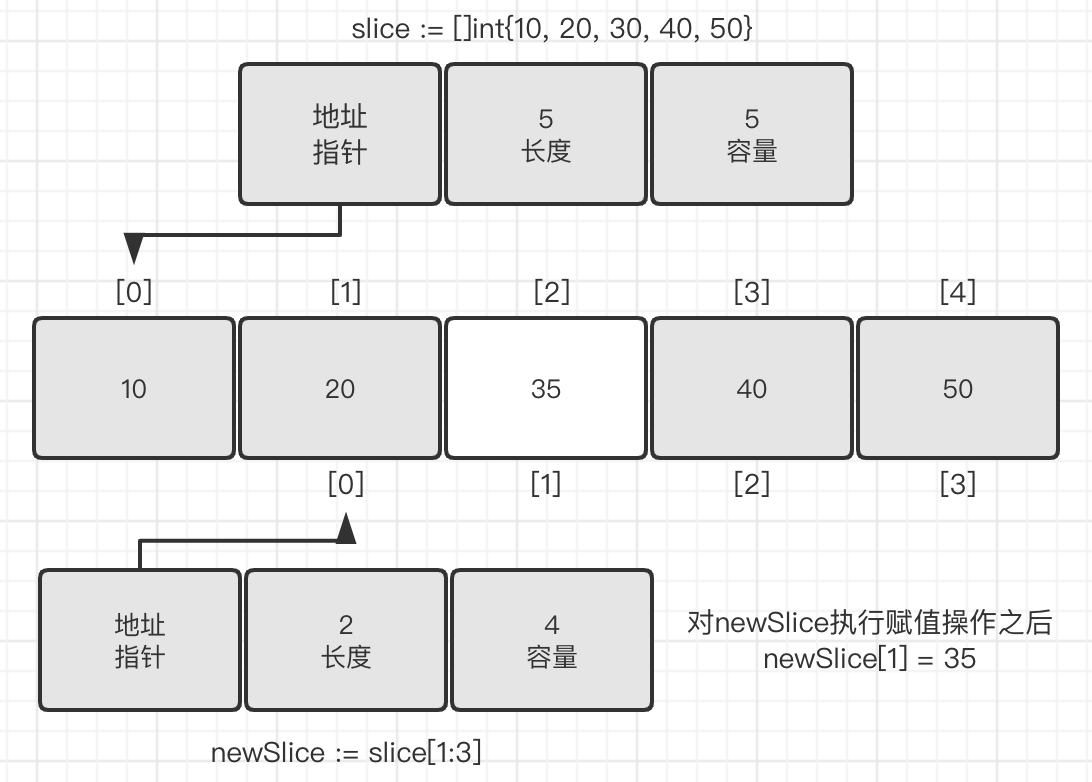 slice := []int{10, 20, 30, 40, 50}
地址
指针
5
长度
5
容量
[0] [1] [2] [3] [4]
10 20 35 40 50
[0] [1] [2] [3]
地址
指针
2
长度
4
容量
对newSlice执行赋值操作之后
newSlice[1] = 35
newSlice := slice[1:3]